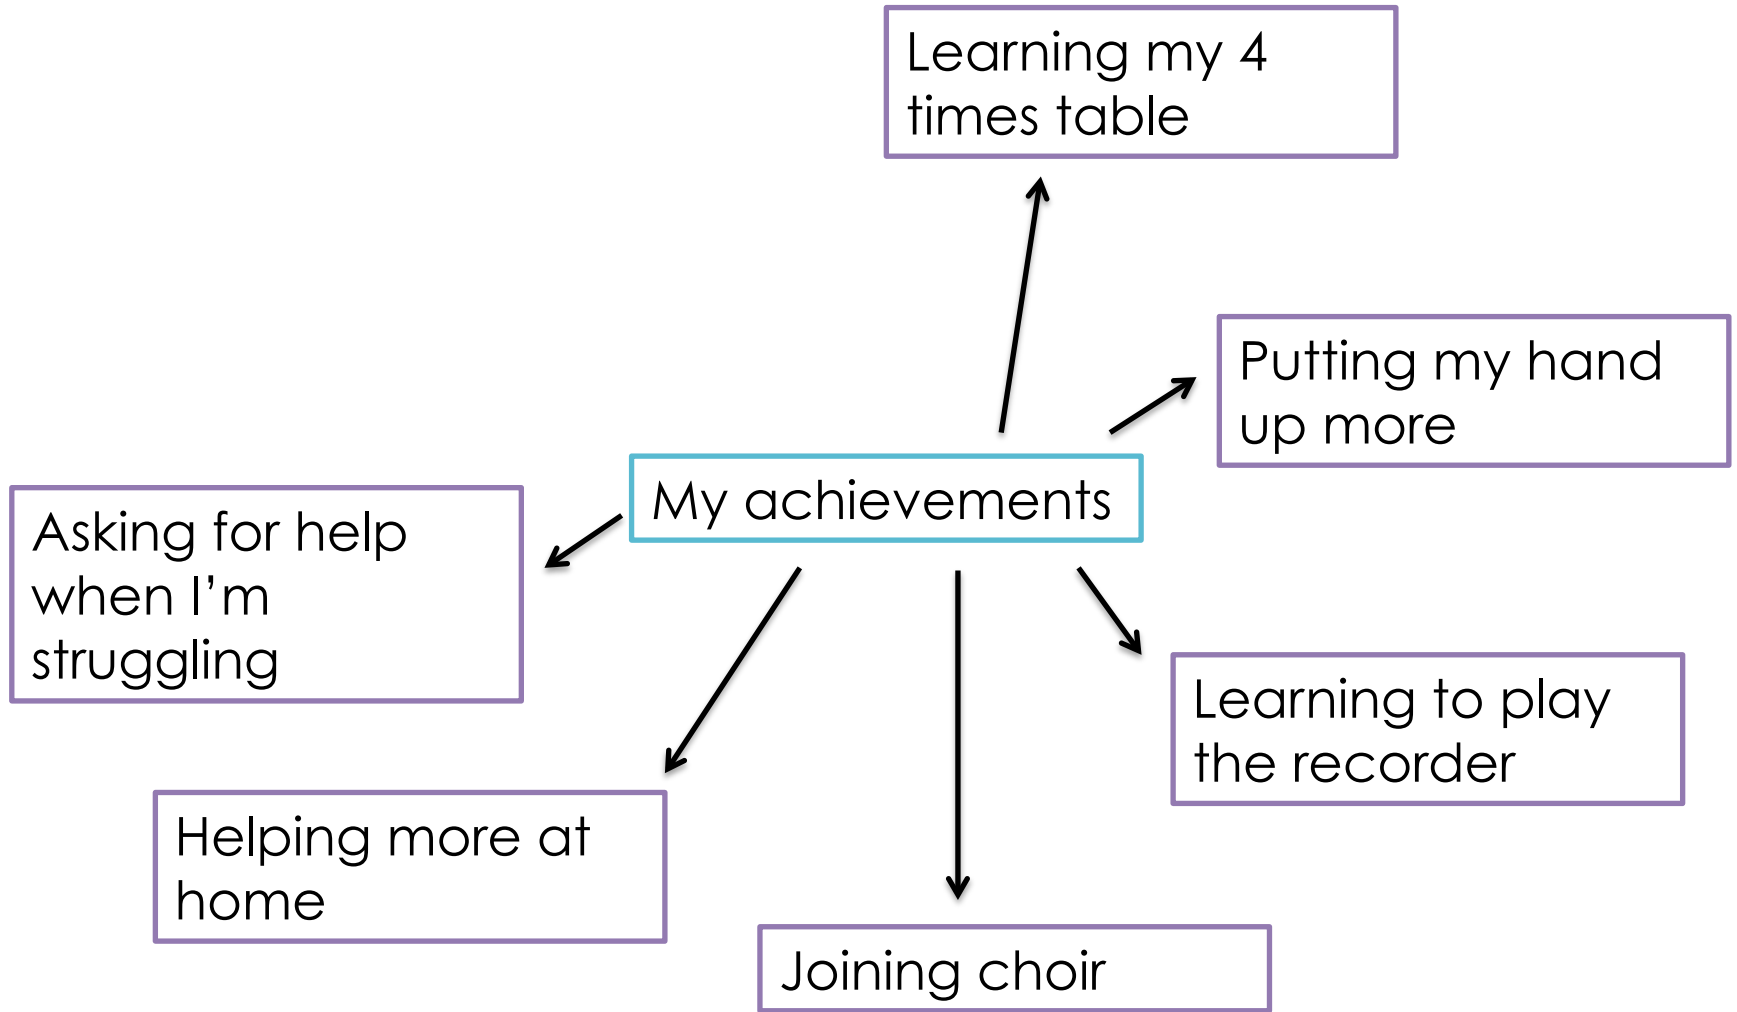 Learning my 4
times table
Putting my hand
up more
My achievements
Asking for help
when I’m
struggling
Learning to play
the recorder
Helping more at
home
Joining choir